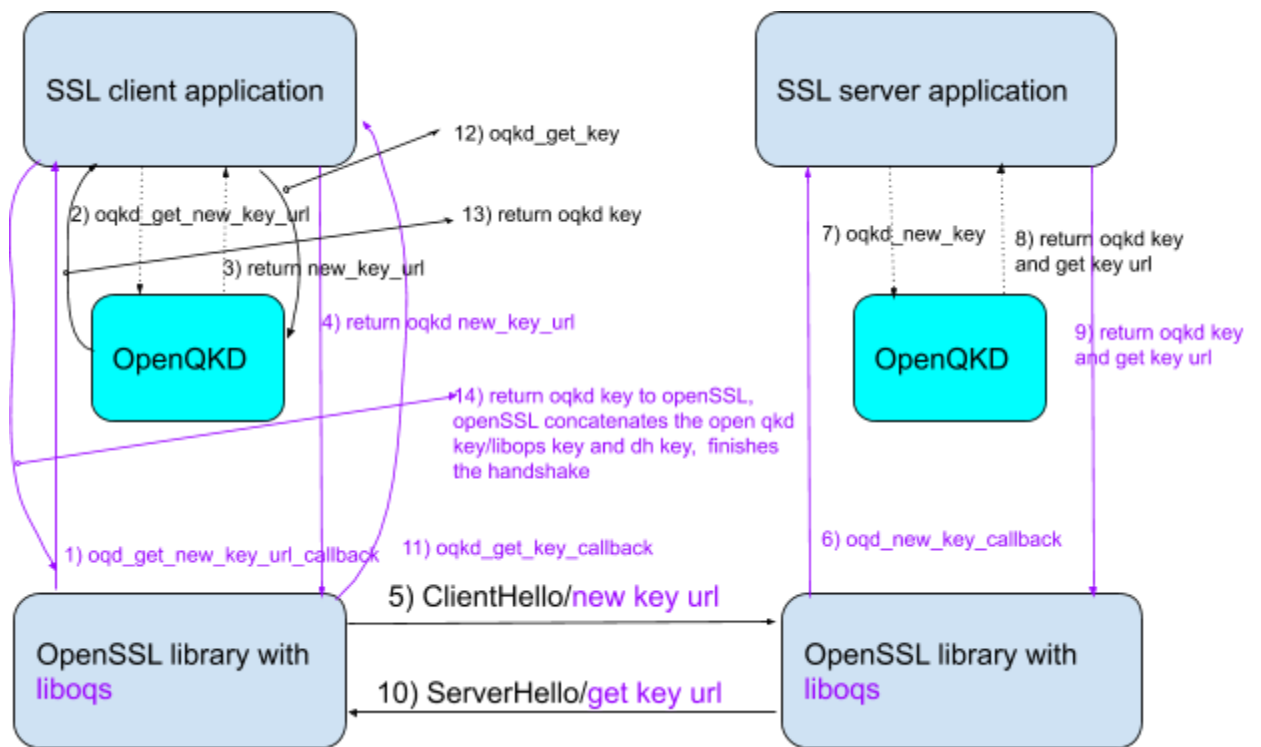 SSL client application
SSL server application
12) oqkd_get_key
2) oqkd_get_new_key_url
13) return oqkd key
3) return new_key_url
7) oqkd_new_key
8) return oqkd key
and get key url
4) return oqkd new_key_url
OpenQKD
OpenQKD
9) return oqkd key
and get key url
14) return oqkd key to openSSL,
openSSL concatenates the open qkd
key/libops key and dh key, finishes
the handshake
1) oqd_get_new_key_url_callback
11) oqkd_get_key_callback
6) oqd_new_key_callback
5) ClientHello/new key url
OpenSSL library with
liboqs
10) ServerHello/get key url
OpenSSL library with
liboqs